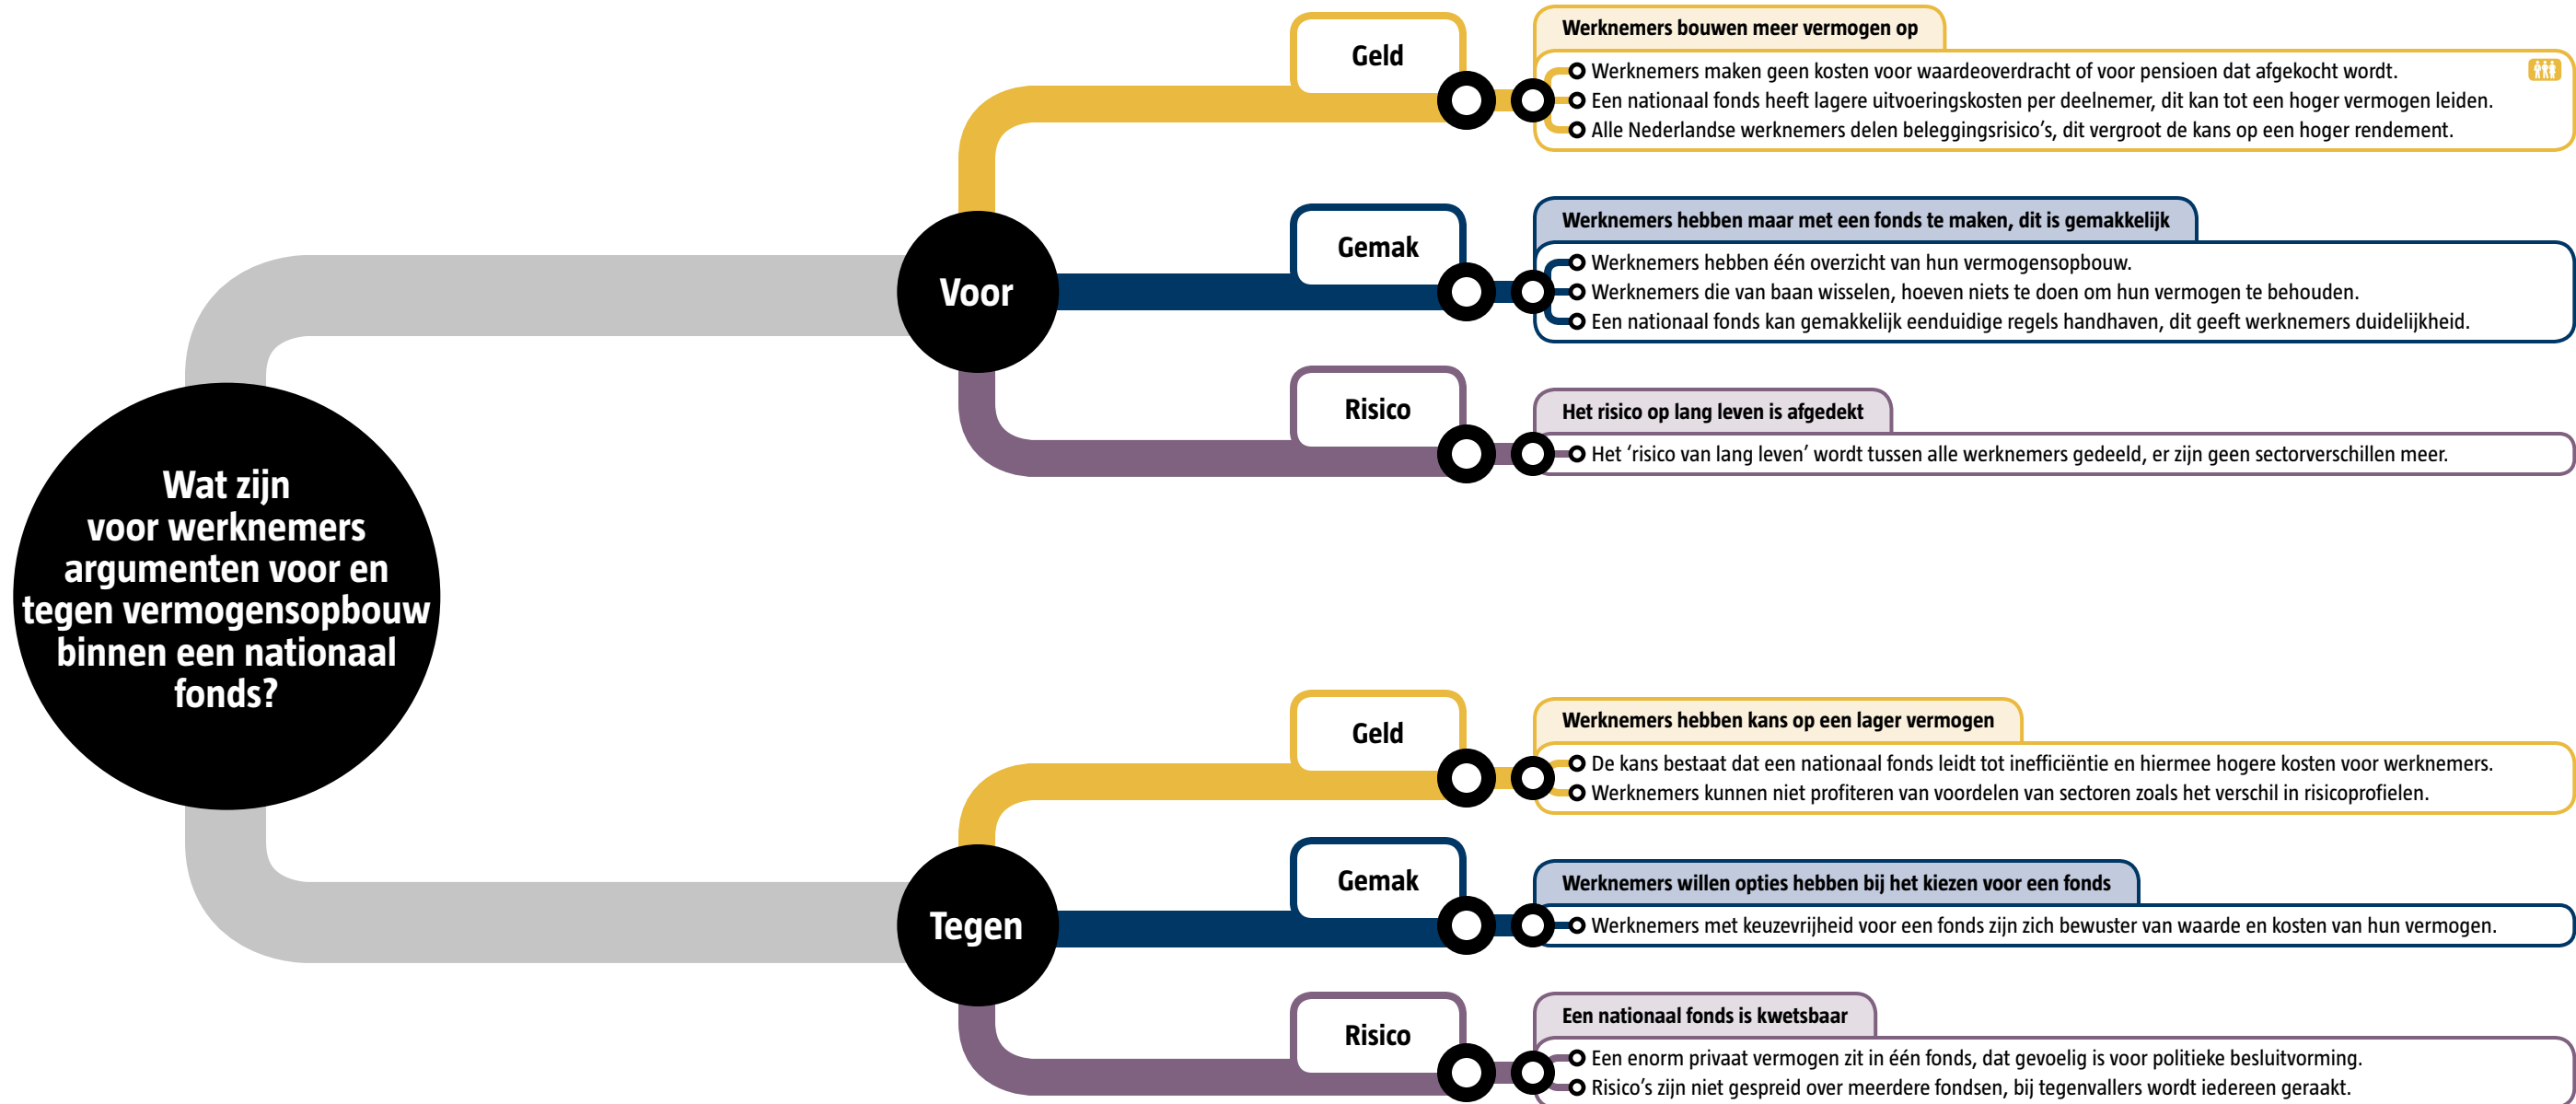 Wat zijn
voor werknemers
argumenten voor en
tegen vermogensopbouw
binnen een nationaal
fonds?
Voor
Geld
Werknemers bouwen meer vermogen op
Werknemers maken geen kosten voor waardeoverdracht of voor pensioen dat afgekocht wordt.
Een nationaal fonds heeft lagere uitvoeringskosten per deelnemer, dit kan tot een hoger vermogen leiden.
Alle Nederlandse werknemers delen beleggingsrisico’s, dit vergroot de kans op een hoger rendement.
Gemak
Werknemers hebben maar met een fonds te maken, dit is gemakkelijk
Werknemers hebben één overzicht van hun vermogensopbouw.
Werknemers die van baan wisselen, hoeven niets te doen om hun vermogen te behouden.
Een nationaal fonds kan gemakkelijk eenduidige regels handhaven, dit geeft werknemers duidelijkheid.
Risico
Het risico op lang leven is afgedekt
Het ‘risico van lang leven’ wordt tussen alle werknemers gedeeld, er zijn geen sectorverschillen meer.
Tegen
Geld
Werknemers hebben kans op een lager vermogen
De kans bestaat dat een nationaal fonds leidt tot inefficiëntie en hiermee hogere kosten voor werknemers.
Werknemers kunnen niet profiteren van voordelen van sectoren zoals het verschil in risicoprofielen.
Gemak
Werknemers willen opties hebben bij het kiezen voor een fonds
Werknemers met keuzevrijheid voor een fonds zijn zich bewuster van waarde en kosten van hun vermogen.
Risico
Een nationaal fonds is kwetsbaar
Een enorm privaat vermogen zit in één fonds, dat gevoelig is voor politieke besluitvorming.
Risico’s zijn niet gespreid over meerdere fondsen, bij tegenvallers wordt iedereen geraakt.